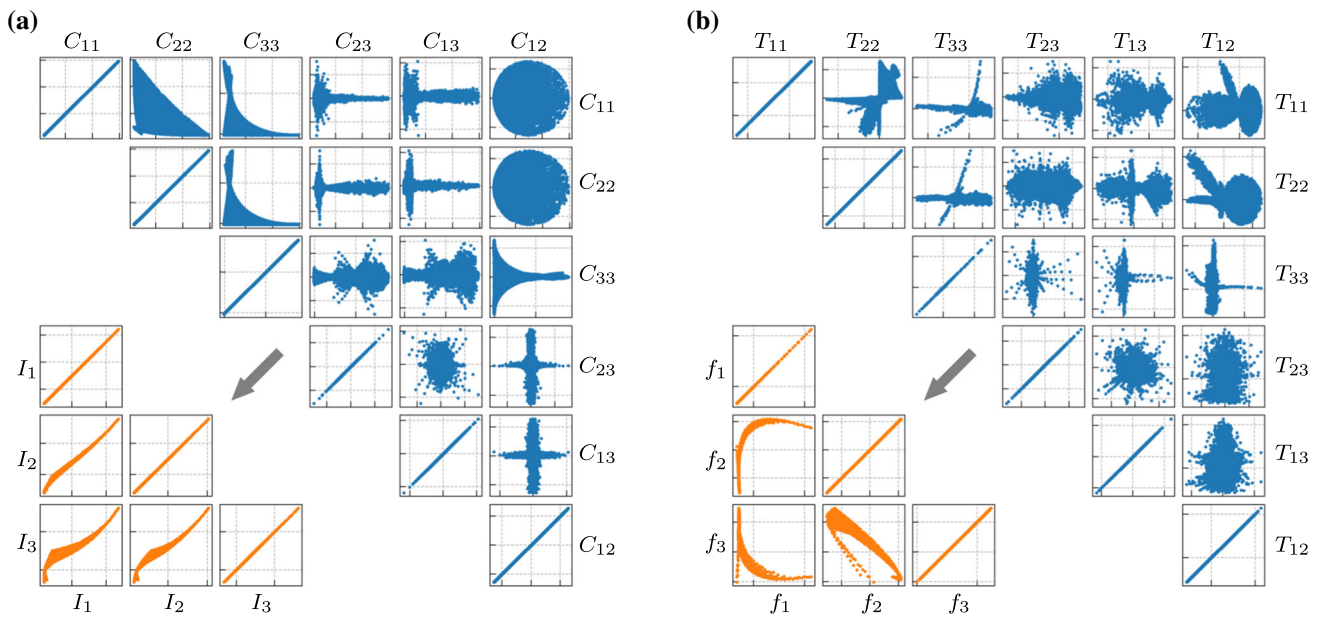 (a)
C₁₁ C₂₂ C₃₃ C₂₃ C₁₃ C₁₂
C₁₁
C₂₂
C₃₃
I₁ C₂₃
I₂ C₁₃
I₃ C₁₂
I₁ I₂ I₃
(b)
T₁₁ T₂₂ T₃₃ T₂₃ T₁₃ T₁₂
T₁₁
T₂₂
T₃₃
f₁ T₂₃
f₂ T₁₃
f₃ T₁₂
f₁ f₂ f₃